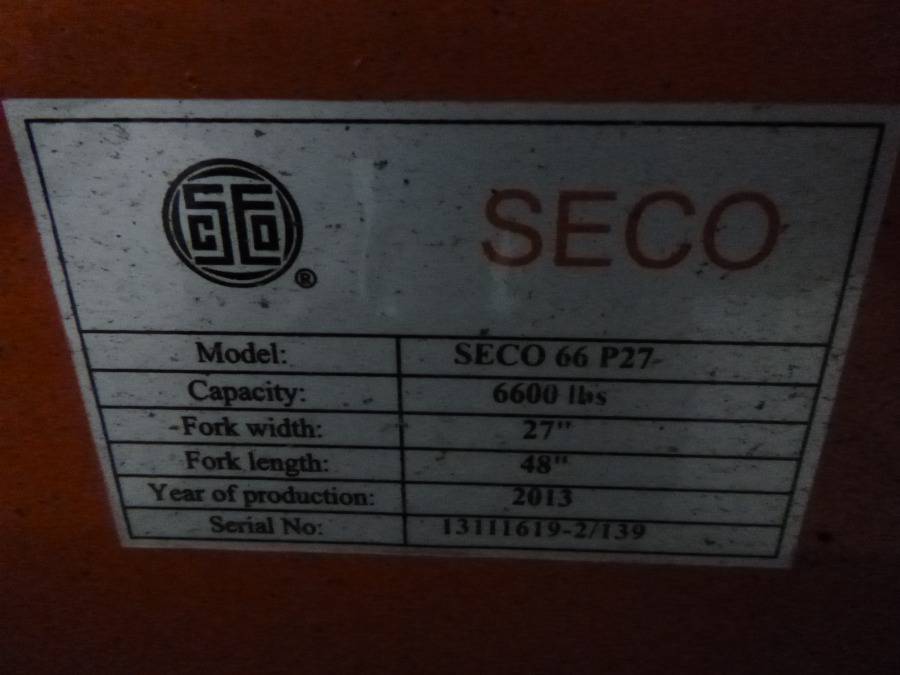 SECO
®
SECO
Model: SECO 66 P27
Capacity: 6600 lbs
Fork width: 27"
Fork length: 48"
Year of production: 2013
Serial No: 13111619-2/139